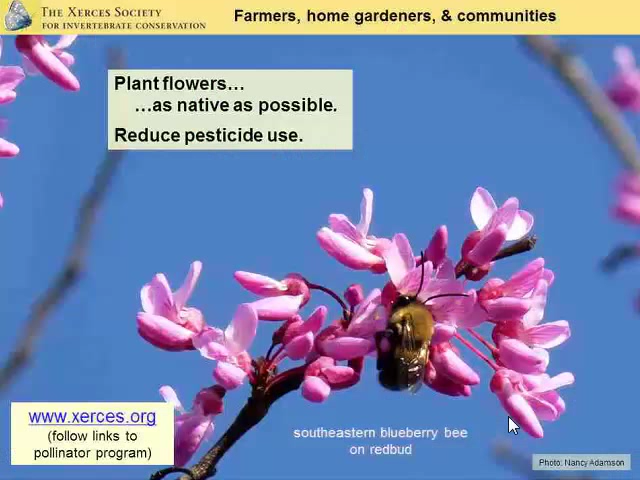 THE XERCES SOCIETY
FOR INVERTEBRATE CONSERVATION
Farmers, home gardeners, & communities
Plant flowers…
…as native as possible.
Reduce pesticide use.
www.xerces.org
(follow links to
pollinator program)
southeastern blueberry bee
on redbud
Photo: Nancy Adamson